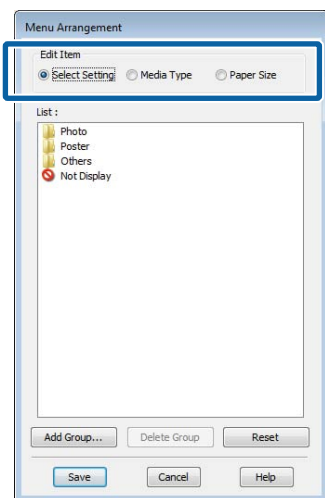 Menu Arrangement
Edit Item
Select Setting Media Type Paper Size
List :
Photo
Poster
Others
Not Display
Add Group... Delete Group Reset
Save Cancel Help